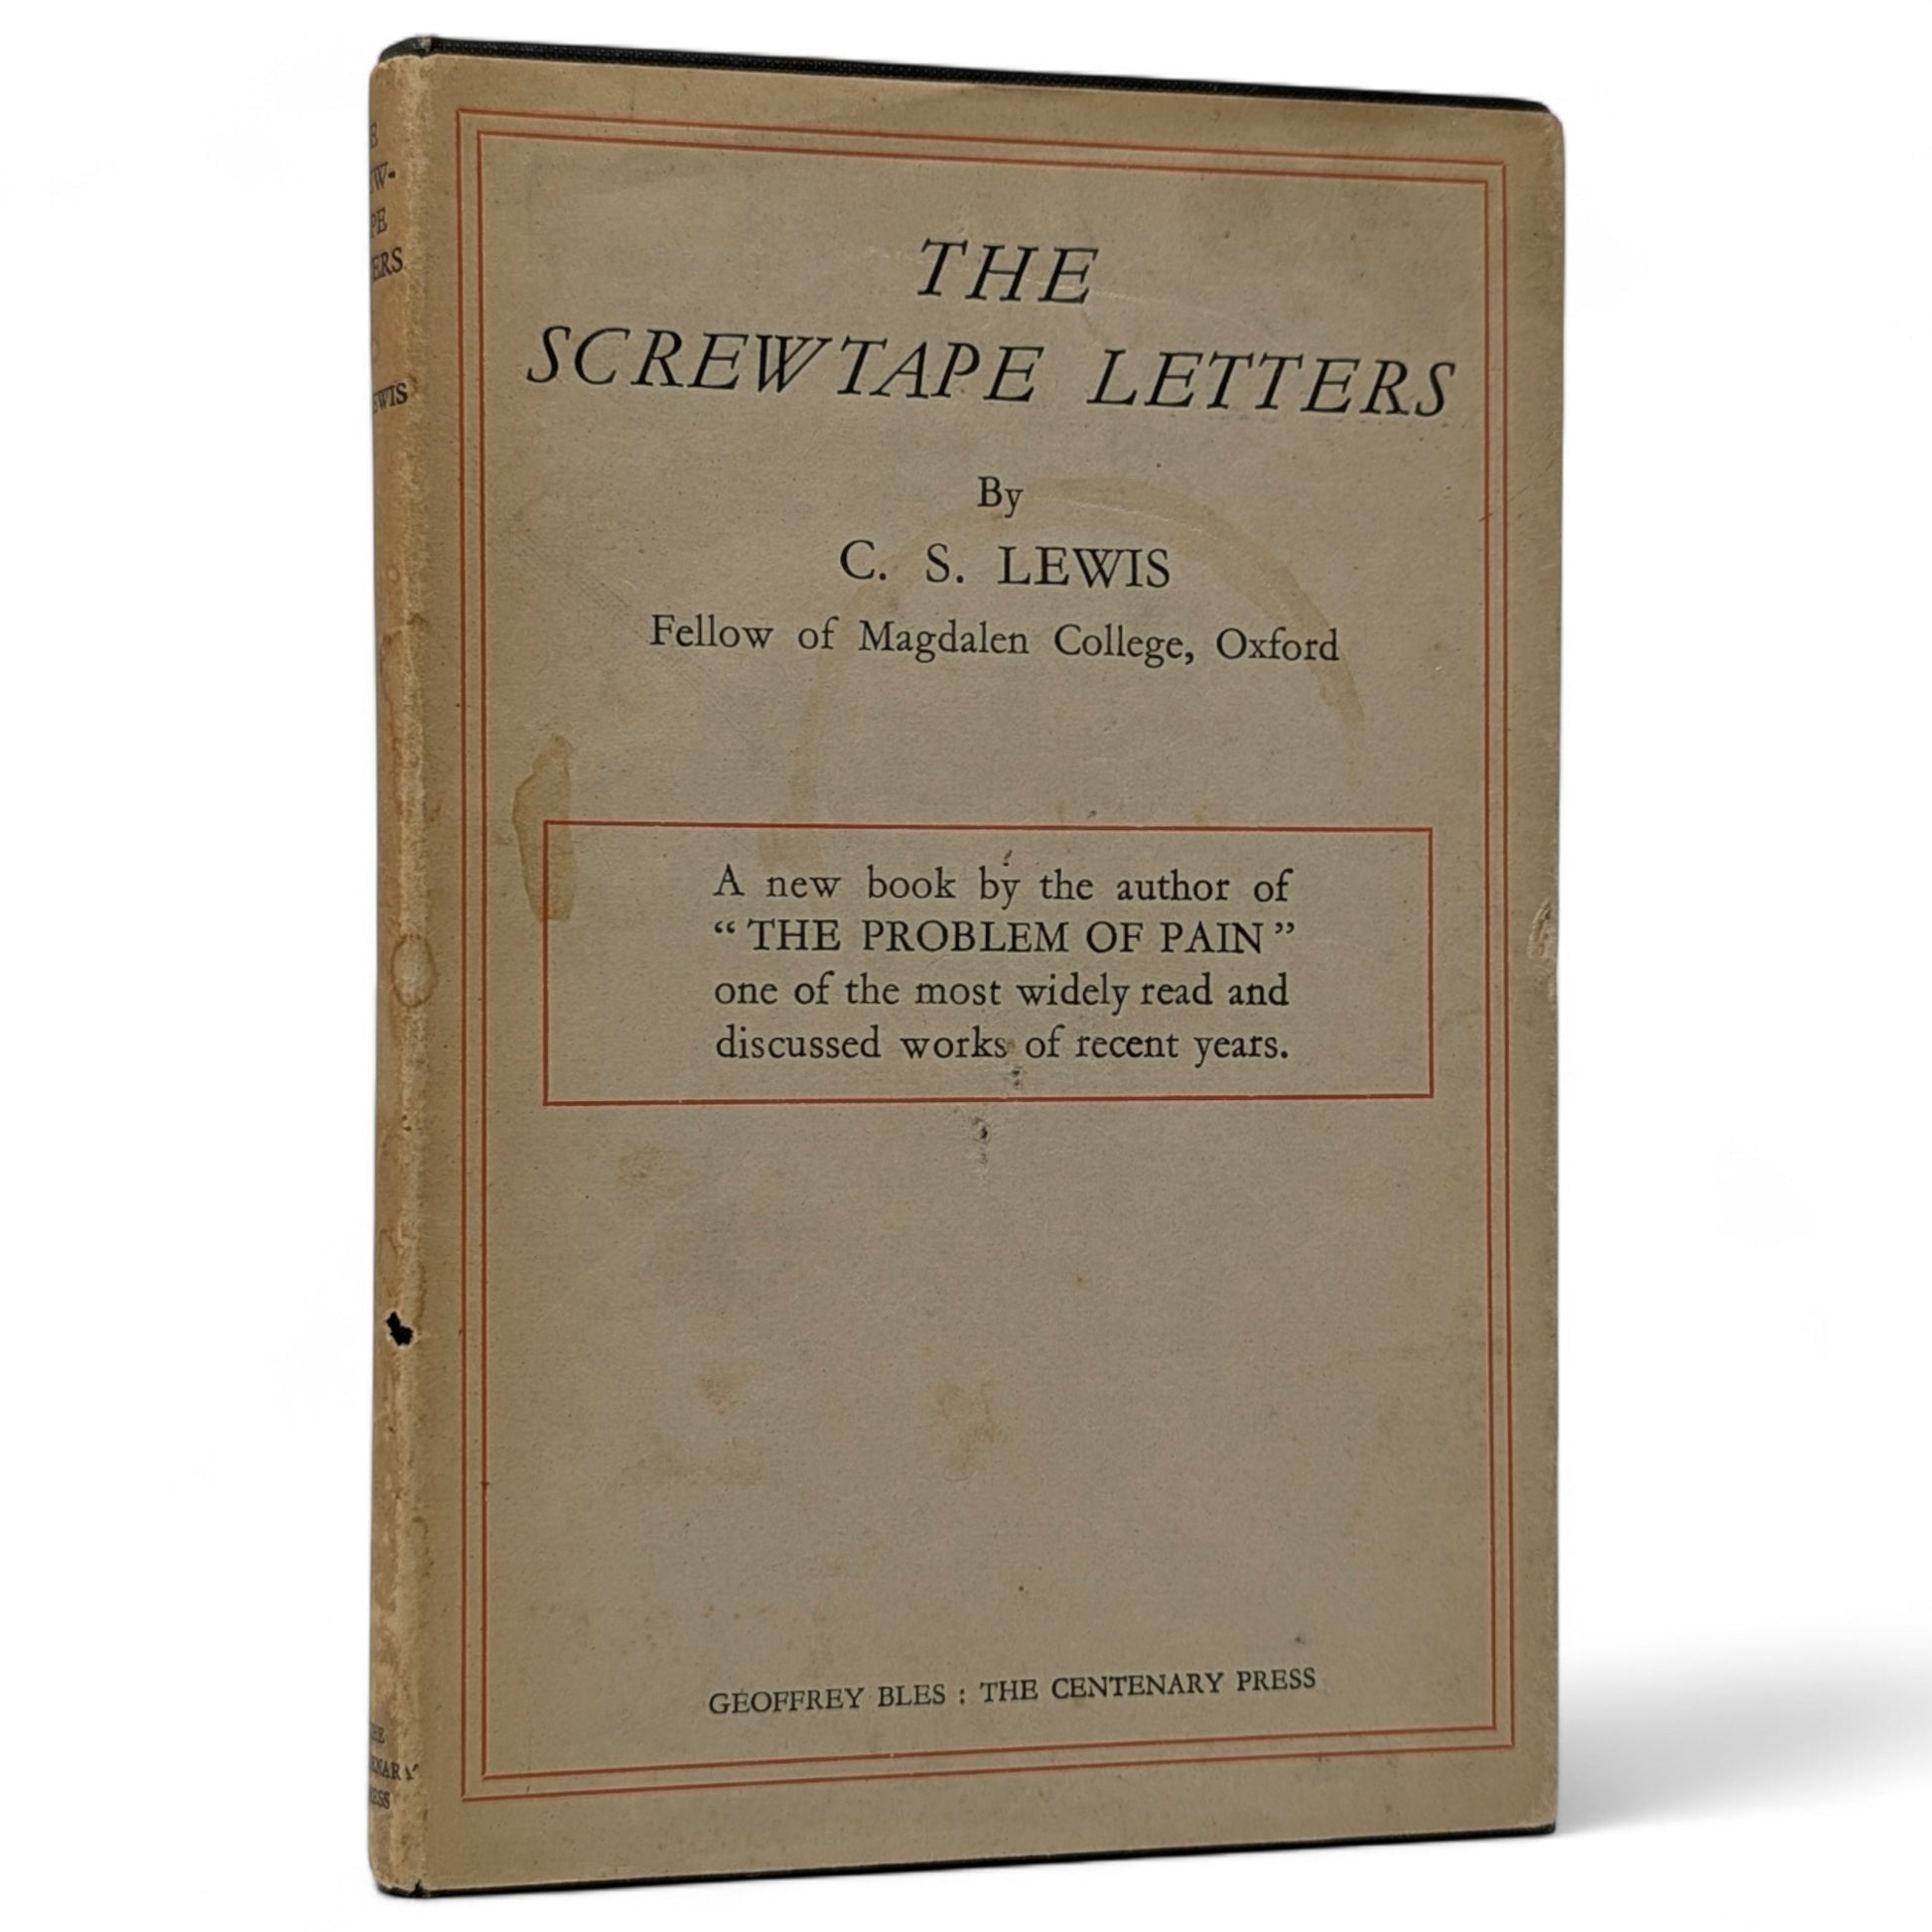 THE
SCREWTAPE LETTERS
By
C. S. LEWIS
Fellow of Magdalen College, Oxford
A new book by the author of
“THE PROBLEM OF PAIN”
one of the most widely read and
discussed works of recent years.
GEOFFREY BLES : THE CENTENARY PRESS